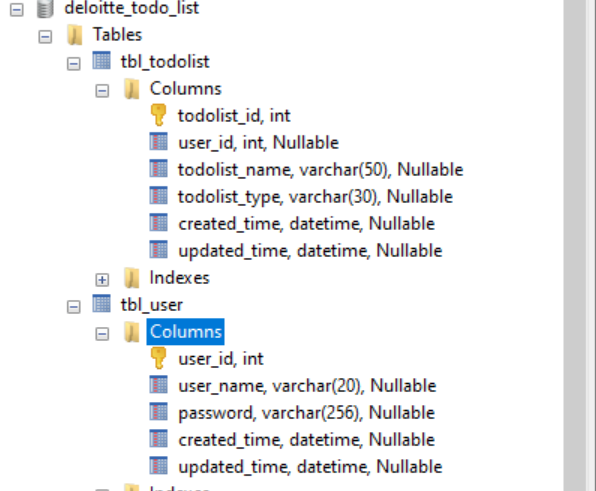 deloitte_todo_list
Tables
tbl_todolist
Columns
todolist_id, int
user_id, int, Nullable
todolist_name, varchar(50), Nullable
todolist_type, varchar(30), Nullable
created_time, datetime, Nullable
updated_time, datetime, Nullable
Indexes
tbl_user
Columns
user_id, int
user_name, varchar(20), Nullable
password, varchar(256), Nullable
created_time, datetime, Nullable
updated_time, datetime, Nullable
Indexes